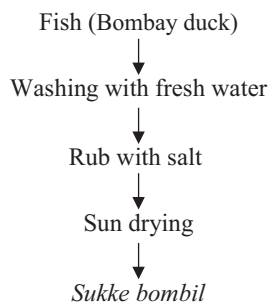 Fish (Bombay duck)
Washing with fresh water
Rub with salt
Sun drying
Sukke bombil